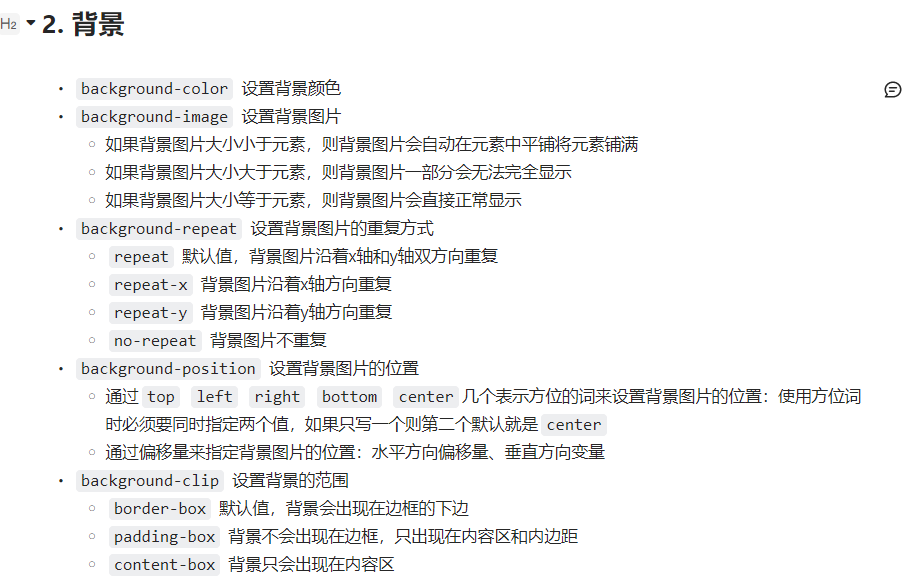 H2 2. 背景
background-color 设置背景颜色
background-image 设置背景图片
如果背景图片大小小于元素，则背景图片会自动在元素中平铺将元素铺满
如果背景图片大小大于元素，则背景图片一部分会无法完全显示
如果背景图片大小等于元素，则背景图片会直接正常显示
background-repeat 设置背景图片的重复方式
repeat 默认值，背景图片沿着x轴和y轴双方向重复
repeat-x 背景图片沿着x轴方向重复
repeat-y 背景图片沿着y轴方向重复
no-repeat 背景图片不重复
background-position 设置背景图片的位置
通过 top left right bottom center 几个表示方位的词来设置背景图片的位置：使用方位词
时必须要同时指定两个值，如果只写一个则第二个默认就是 center
通过偏移量来指定背景图片的位置：水平方向偏移量、垂直方向变量
background-clip 设置背景的范围
border-box 默认值，背景会出现在边框的下边
padding-box 背景不会出现在边框，只出现在内容区和内边距
content-box 背景只会出现在内容区